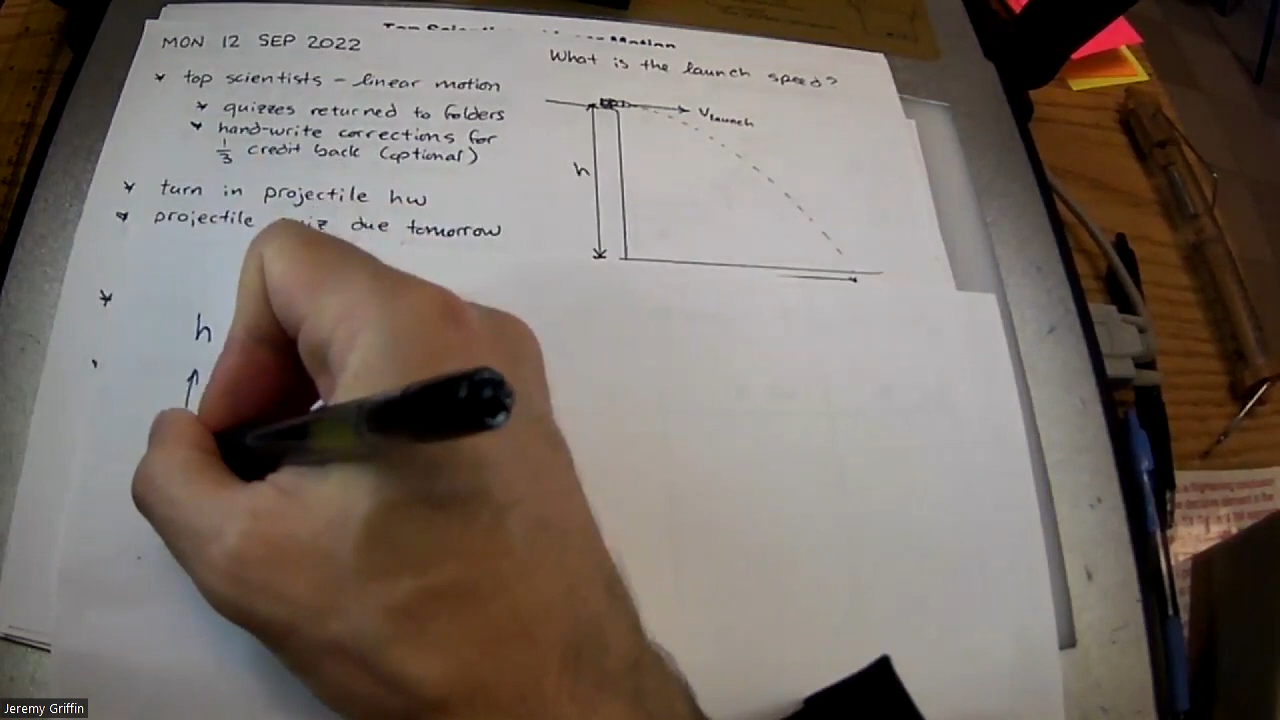 MON 12 SEP 2022
* top scientists - linear motion
* quizzes returned to folders
* hand-write corrections for
1/3 credit back (optional)
* turn in projectile hw
* projectile due tomorrow
*
h
What is the launch speed?
Vlaunch
h
Jeremy Griffin